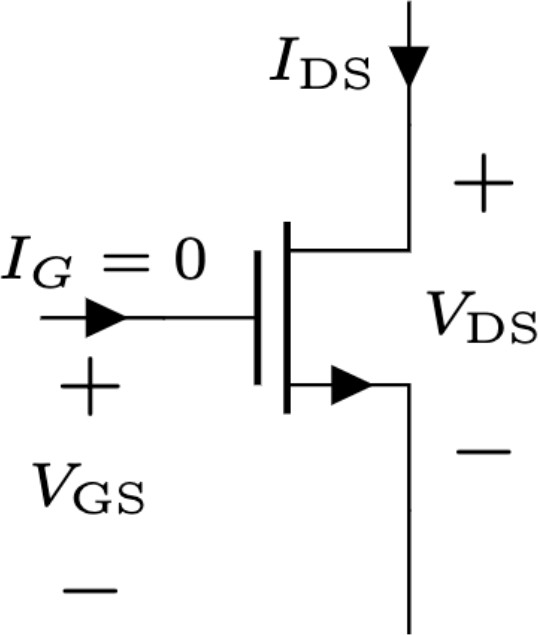 I_DS
+
I_G = 0
V_DS
+
−
V_GS
−